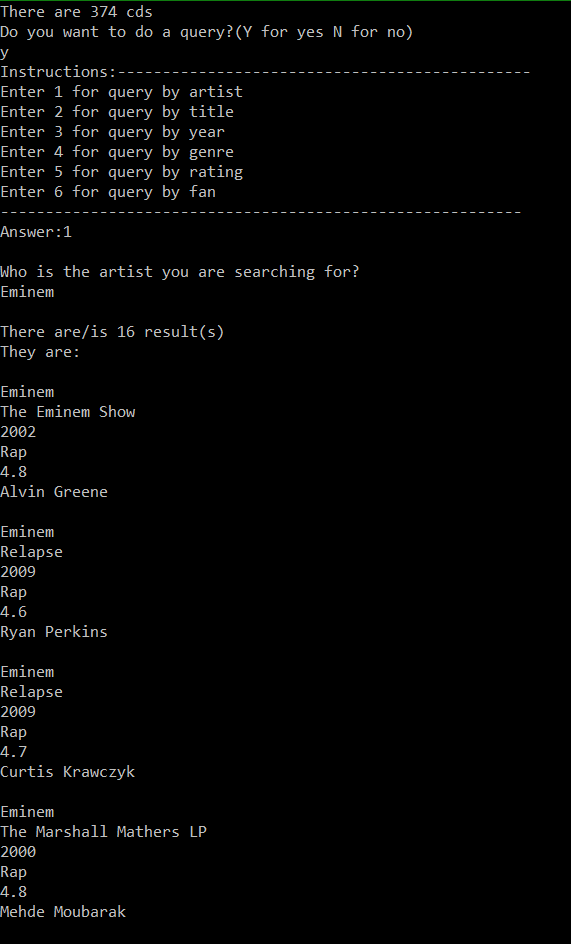 There are 374 cds
Do you want to do a query?(Y for yes N for no)
y
Instructions:----------------------------------------------
Enter 1 for query by artist
Enter 2 for query by title
Enter 3 for query by year
Enter 4 for query by genre
Enter 5 for query by rating
Enter 6 for query by fan
----------------------------------------------------------
Answer:1
Who is the artist you are searching for?
Eminem
There are/is 16 result(s)
They are:
Eminem
The Eminem Show
2002
Rap
4.8
Alvin Greene
Eminem
Relapse
2009
Rap
4.6
Ryan Perkins
Eminem
Relapse
2009
Rap
4.7
Curtis Krawczyk
Eminem
The Marshall Mathers LP
2000
Rap
4.8
Mehde Moubarak